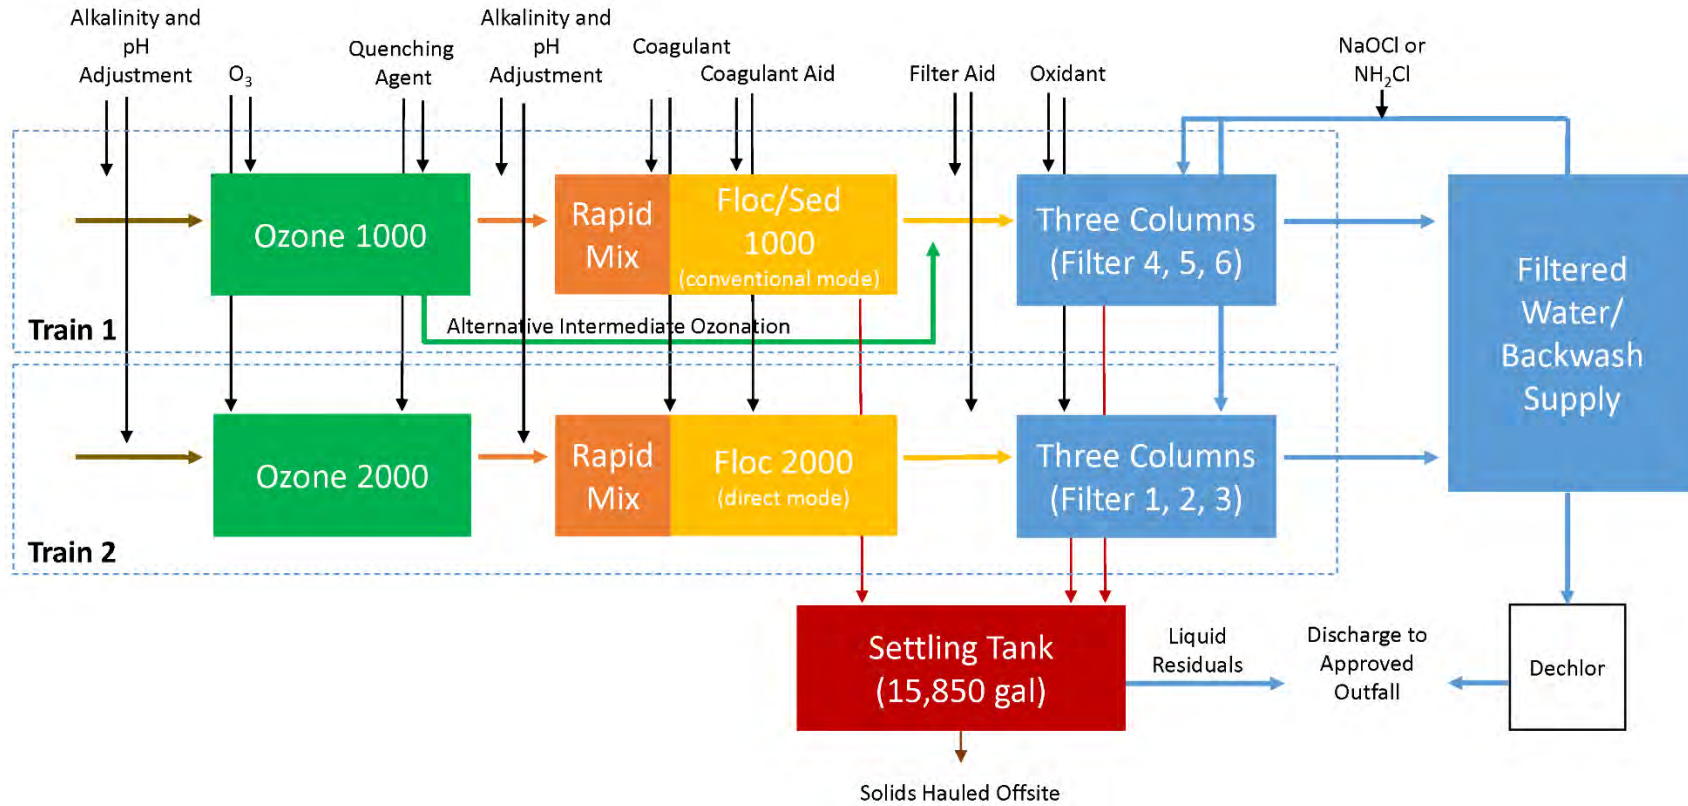 Alkalinity and
pH
Adjustment
O₃
Quenching
Agent
Alkalinity and
pH
Adjustment
Coagulant
Coagulant Aid
Filter Aid
Oxidant
NaOCl or
NH₂Cl
Ozone 1000
Rapid
Mix
Floc/Sed
1000
(conventional mode)
Three Columns
(Filter 4, 5, 6)
Filtered
Water/
Backwash
Supply
Train 1
Alternative Intermediate Ozonation
Ozone 2000
Rapid
Mix
Floc 2000
(direct mode)
Three Columns
(Filter 1, 2, 3)
Train 2
Settling Tank
(15,850 gal)
Liquid
Residuals
Discharge to
Approved
Outfall
Dechlor
Solids Hauled Offsite